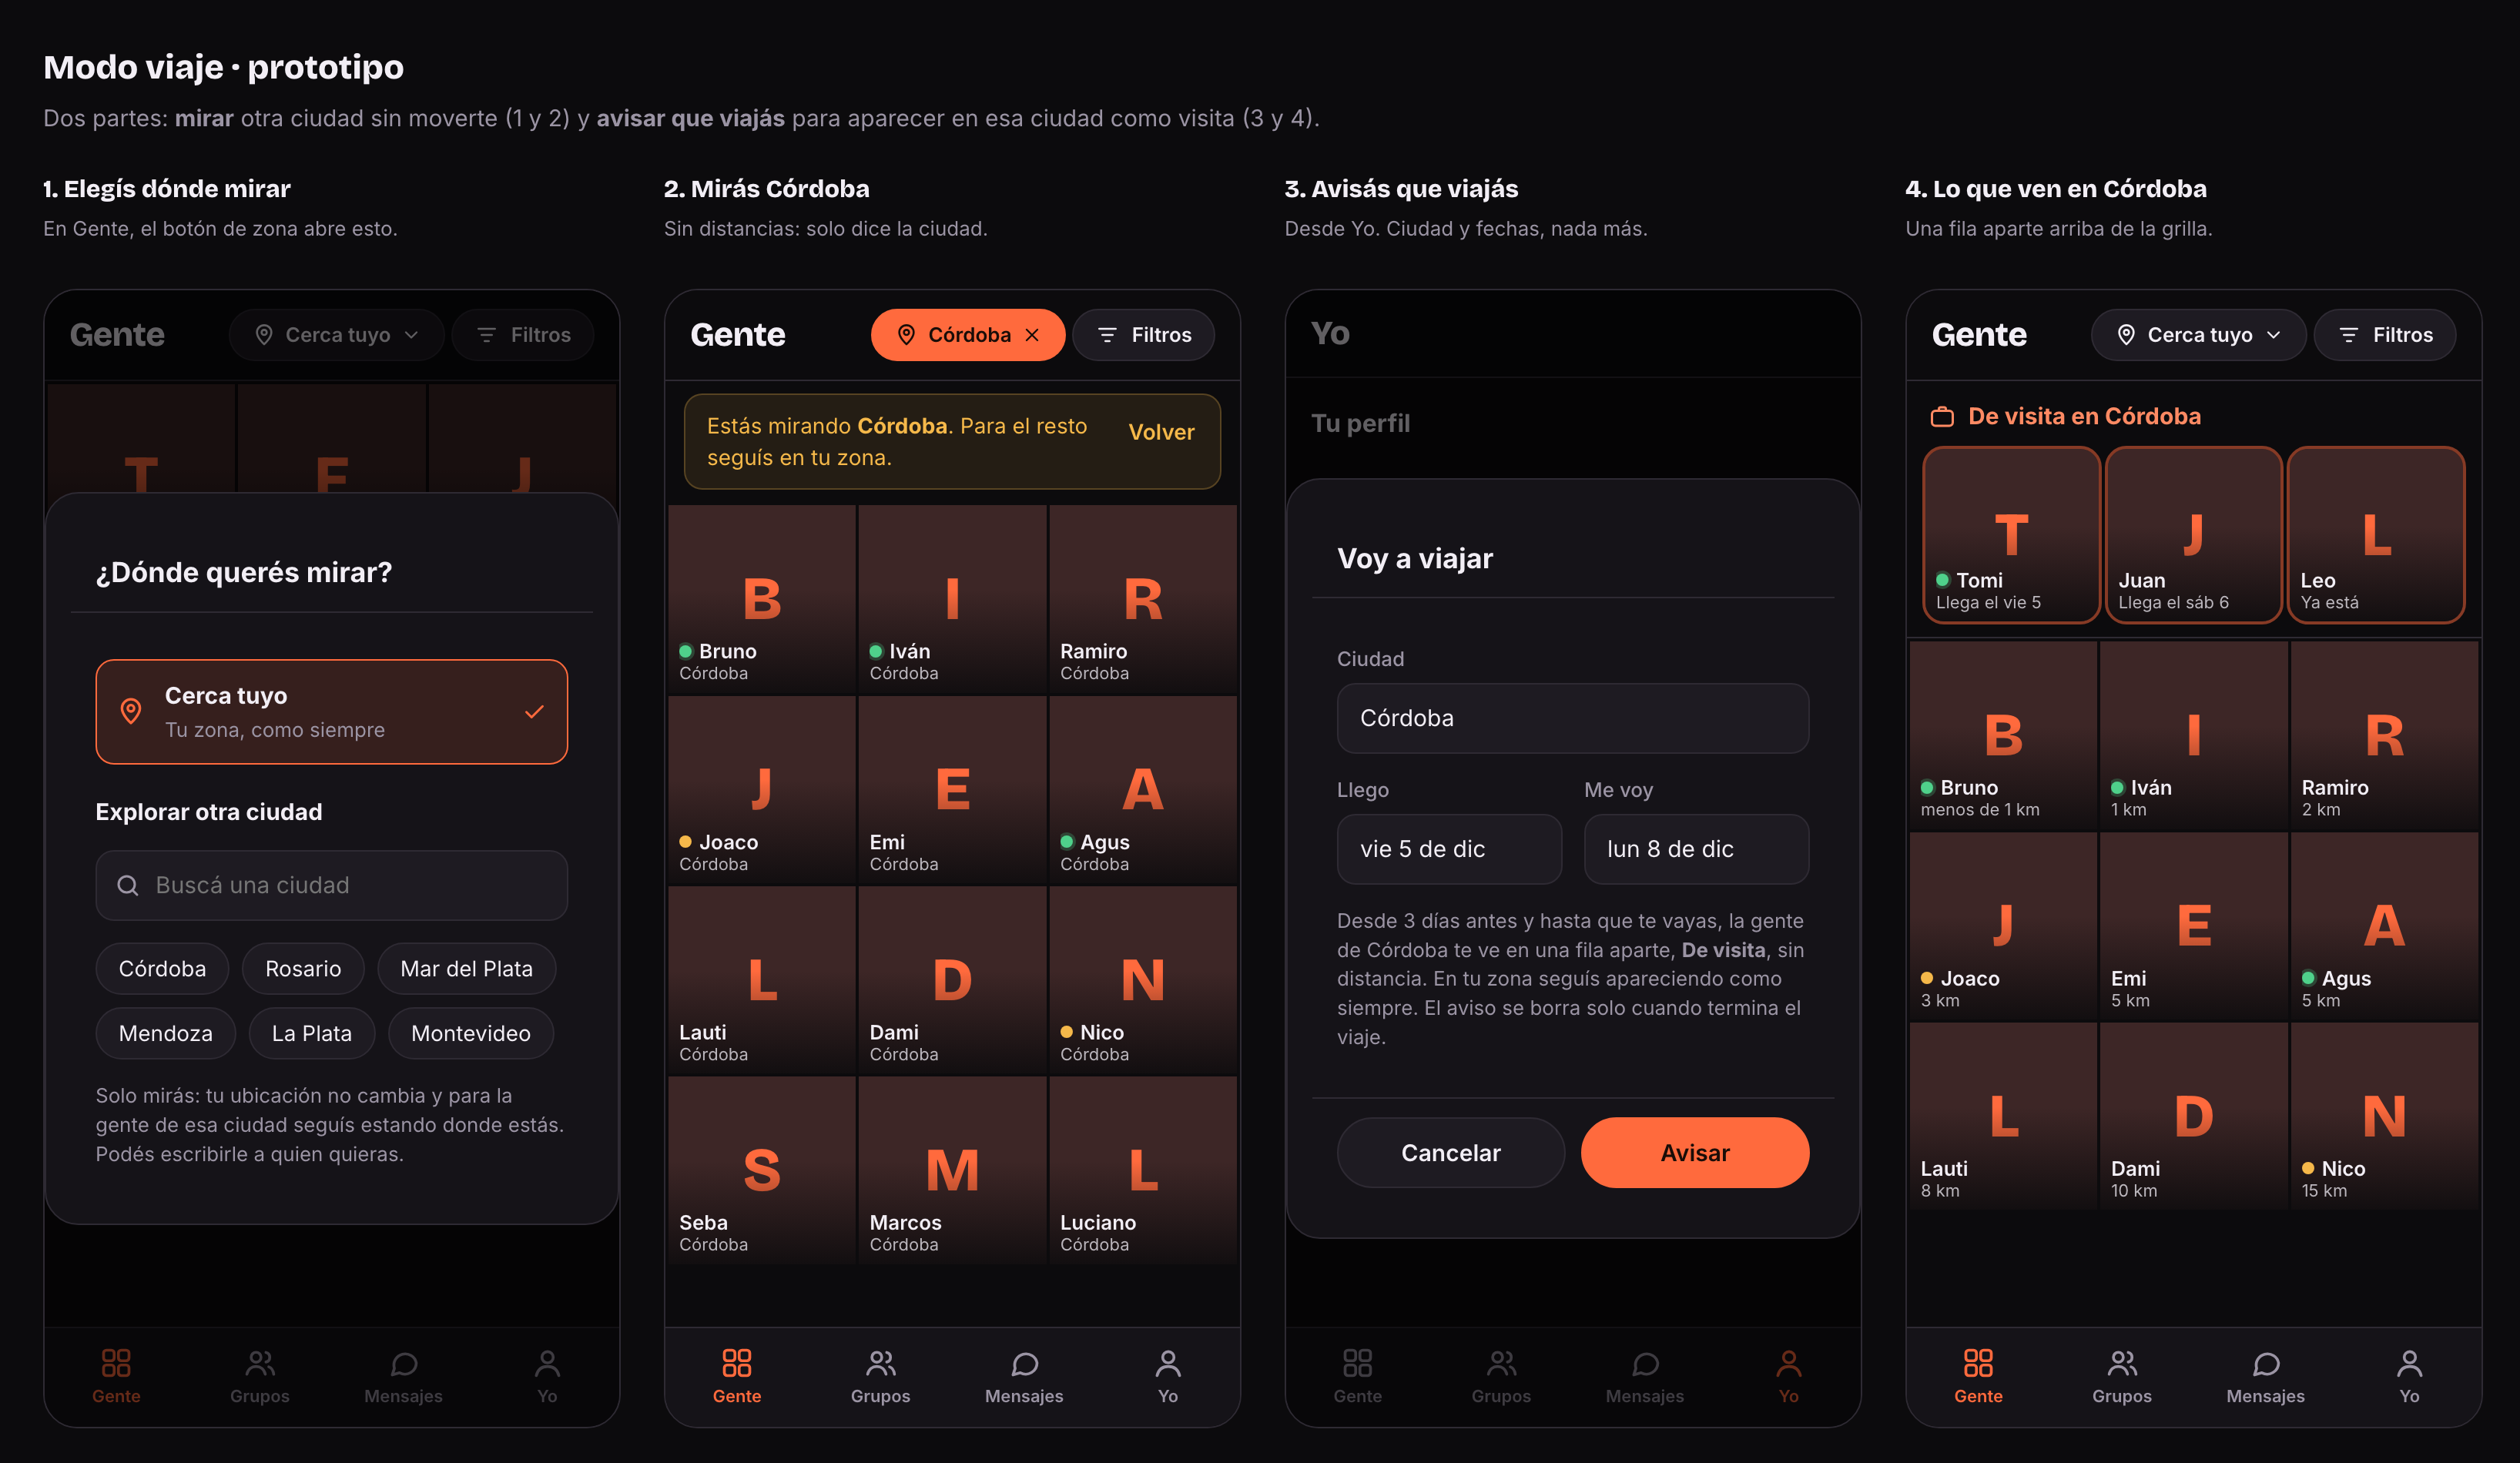 Modo viaje · prototipo
Dos partes: mirar otra ciudad sin moverte (1 y 2) y avisar que viajás para aparecer en esa ciudad como visita (3 y 4).
1. Elegís dónde mirar
En Gente, el botón de zona abre esto.
Gente
Cerca tuyo
Filtros
T
E
J
¿Dónde querés mirar?
Cerca tuyo
Tu zona, como siempre
Explorar otra ciudad
Buscá una ciudad
Córdoba
Rosario
Mar del Plata
Mendoza
La Plata
Montevideo
Solo mirás: tu ubicación no cambia y para la
gente de esa ciudad seguís estando donde estás.
Podés escribirle a quien quieras.
Gente
Grupos
Mensajes
Yo
2. Mirás Córdoba
Sin distancias: solo dice la ciudad.
Gente
Córdoba
Filtros
Estás mirando Córdoba. Para el resto
seguís en tu zona.
Volver
B
Bruno
Córdoba
I
Iván
Córdoba
R
Ramiro
Córdoba
J
Joaco
Córdoba
E
Emi
Córdoba
A
Agus
Córdoba
L
Lauti
Córdoba
D
Dami
Córdoba
N
Nico
Córdoba
S
Seba
Córdoba
M
Marcos
Córdoba
L
Luciano
Córdoba
Gente
Grupos
Mensajes
Yo
3. Avisás que viajás
Desde Yo. Ciudad y fechas, nada más.
Yo
Tu perfil
Voy a viajar
Ciudad
Córdoba
Llego
Me voy
vie 5 de dic
lun 8 de dic
Desde 3 días antes y hasta que te vayas, la gente
de Córdoba te ve en una fila aparte, De visita, sin
distancia. En tu zona seguís apareciendo como
siempre. El aviso se borra solo cuando termina el
viaje.
Cancelar
Avisar
Gente
Grupos
Mensajes
Yo
4. Lo que ven en Córdoba
Una fila aparte arriba de la grilla.
Gente
Cerca tuyo
Filtros
De visita en Córdoba
T
Tomi
Llega el vie 5
J
Juan
Llega el sáb 6
L
Leo
Ya está
B
Bruno
menos de 1 km
I
Iván
1 km
R
Ramiro
2 km
J
Joaco
3 km
E
Emi
5 km
A
Agus
5 km
L
Lauti
8 km
D
Dami
10 km
N
Nico
15 km
Gente
Grupos
Mensajes
Yo